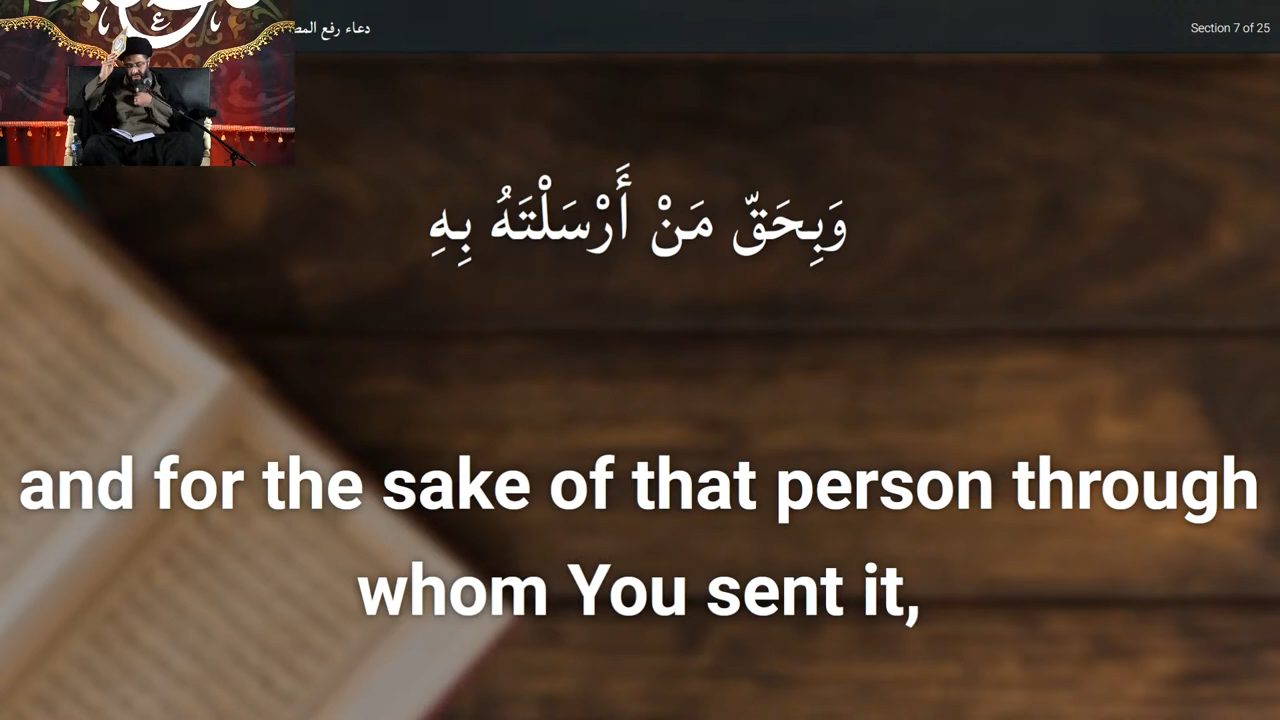 دعاء رفع
Section 7 of 25
وَبِحَقّ مَنْ أَرْسَلْتَهُ بِهِ
and for the sake of that person through
whom You sent it,